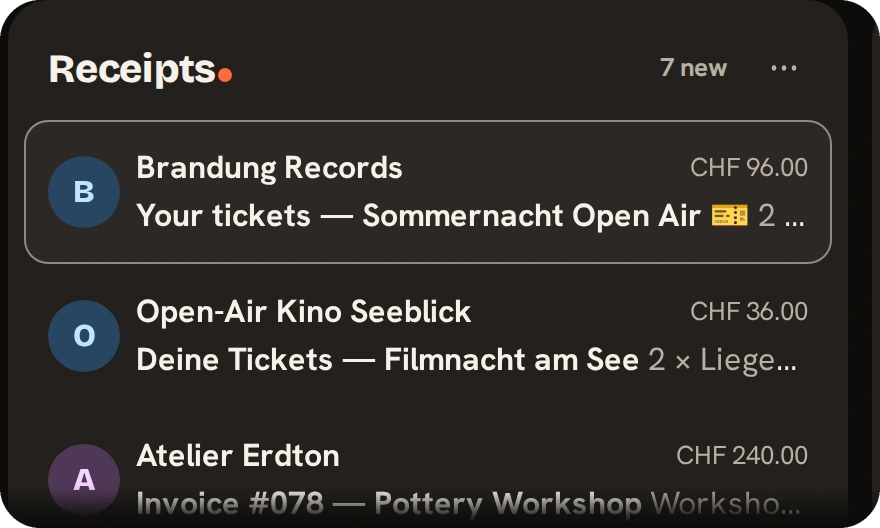 Receipts.
7 new ...
B
Brandung Records
CHF 96.00
Your tickets — Sommernacht Open Air 🎫 2 ...
O
Open-Air Kino Seeblick
CHF 36.00
Deine Tickets — Filmnacht am See 2 × Liege...
A
Atelier Erdton
CHF 240.00
Invoice #078 — Pottery Workshop Worksho...